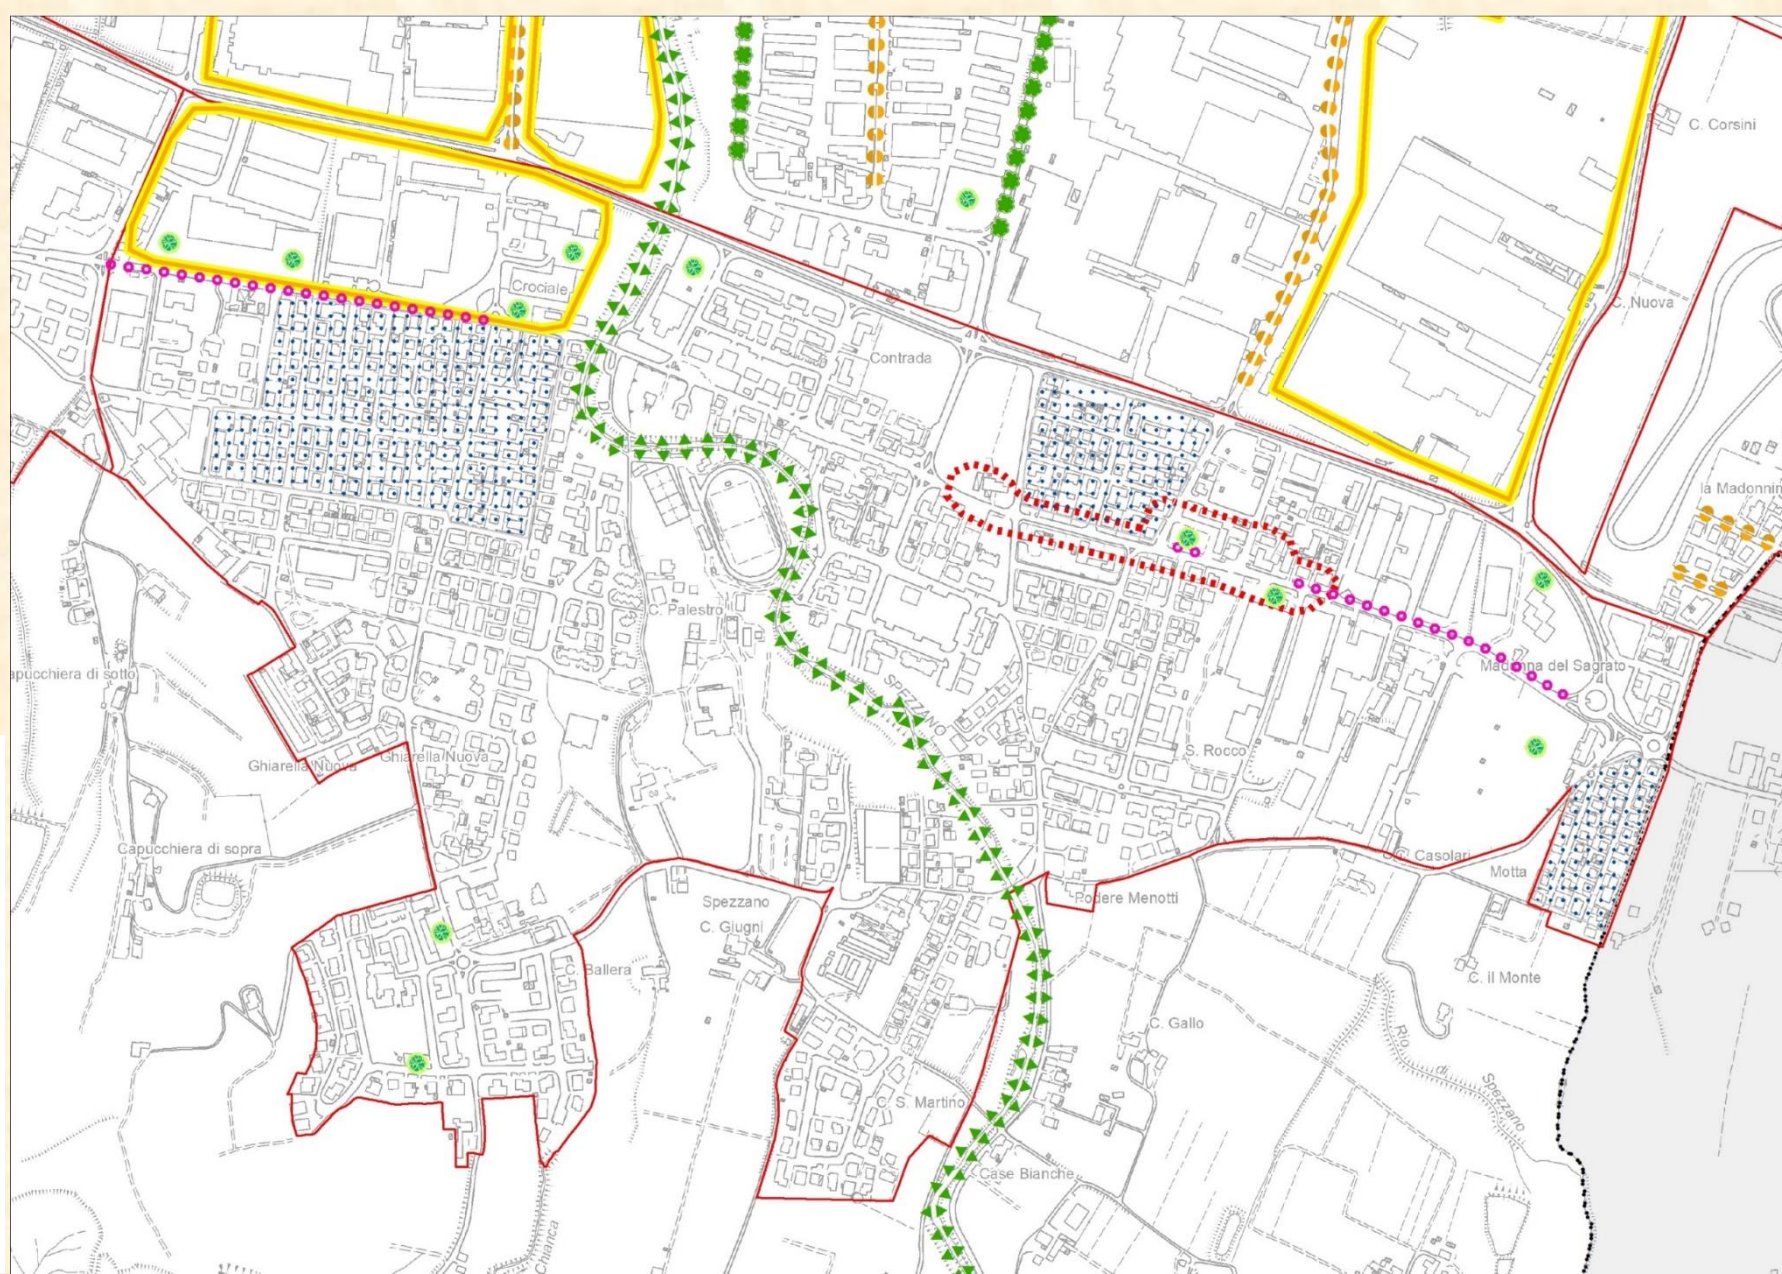 C. Corsini
Crociale
C. Nuova
Contrada
la Madonnin
C. Palestro
Madonna del Sagrato
apucchiera di sotto
SPEZZANO
S. Rocco
Ghiarella Nuova
Ghiarella Nuova
Capucchiera di sopra
C. Casolari
Motta
Podere Menotti
Spezzano
C. Giugni
C. Ballera
C. il Monte
C. Gallo
Rio di Spezzano
C. S. Martino
Case Bianche
Chianca